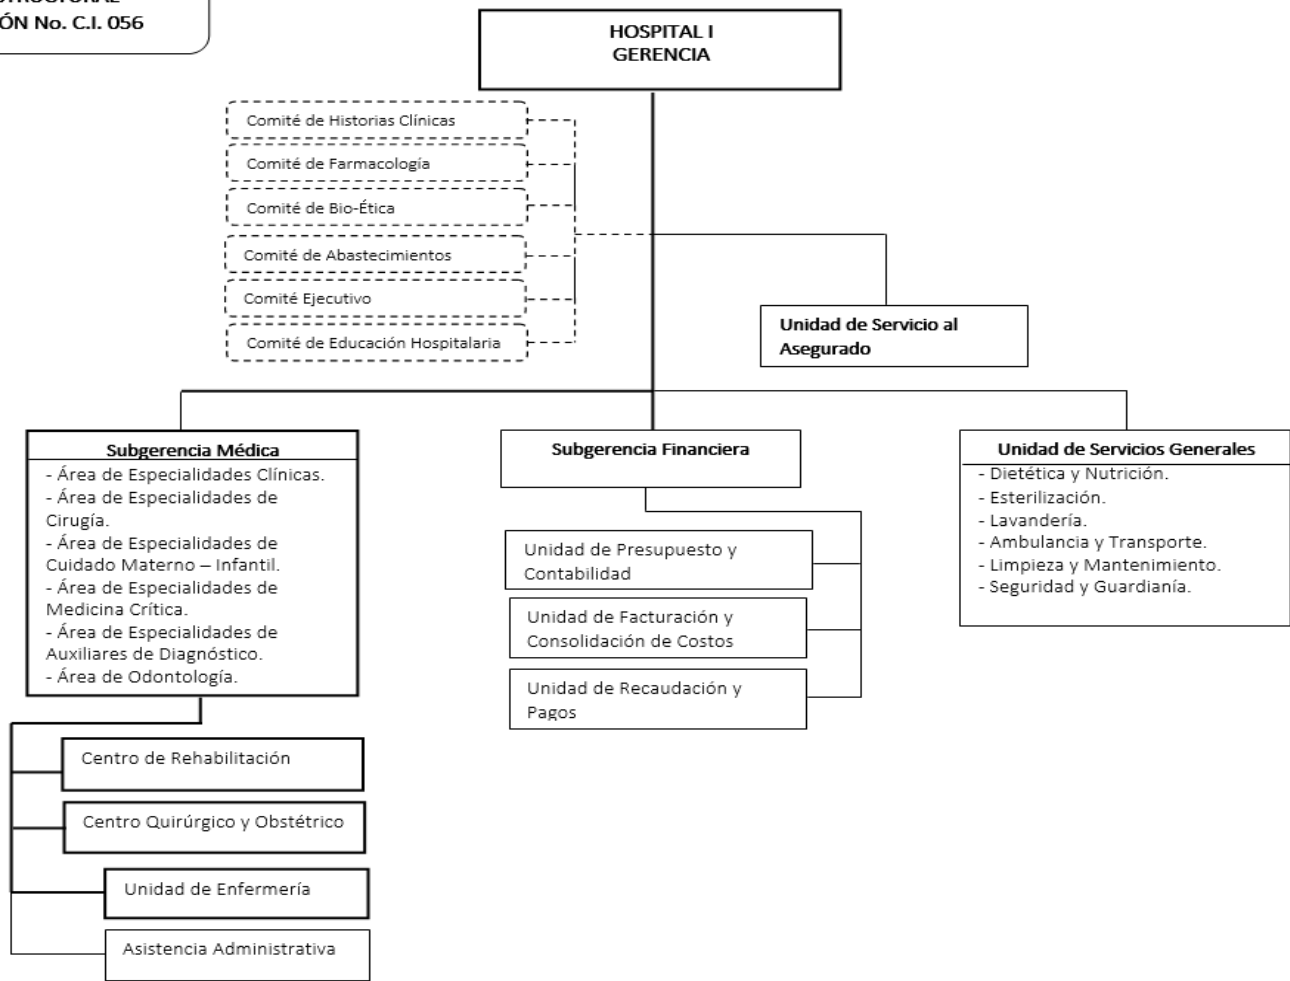 ÓN No. C.I. 056
HOSPITAL I
GERENCIA
Comité de Historias Clínicas
Comité de Farmacología
Comité de Bio-Ética
Comité de Abastecimientos
Comité Ejecutivo
Comité de Educación Hospitalaria
Unidad de Servicio al
Asegurado
Subgerencia Médica
- Área de Especialidades Clínicas.
- Área de Especialidades de
Cirugía.
- Área de Especialidades de
Cuidado Materno – Infantil.
- Área de Especialidades de
Medicina Crítica.
- Área de Especialidades de
Auxiliares de Diagnóstico.
- Área de Odontología.
Centro de Rehabilitación
Centro Quirúrgico y Obstétrico
Unidad de Enfermería
Asistencia Administrativa
Subgerencia Financiera
Unidad de Presupuesto y
Contabilidad
Unidad de Facturación y
Consolidación de Costos
Unidad de Recaudación y
Pagos
Unidad de Servicios Generales
- Dietética y Nutrición.
- Esterilización.
- Lavandería.
- Ambulancia y Transporte.
- Limpieza y Mantenimiento.
- Seguridad y Guardianía.